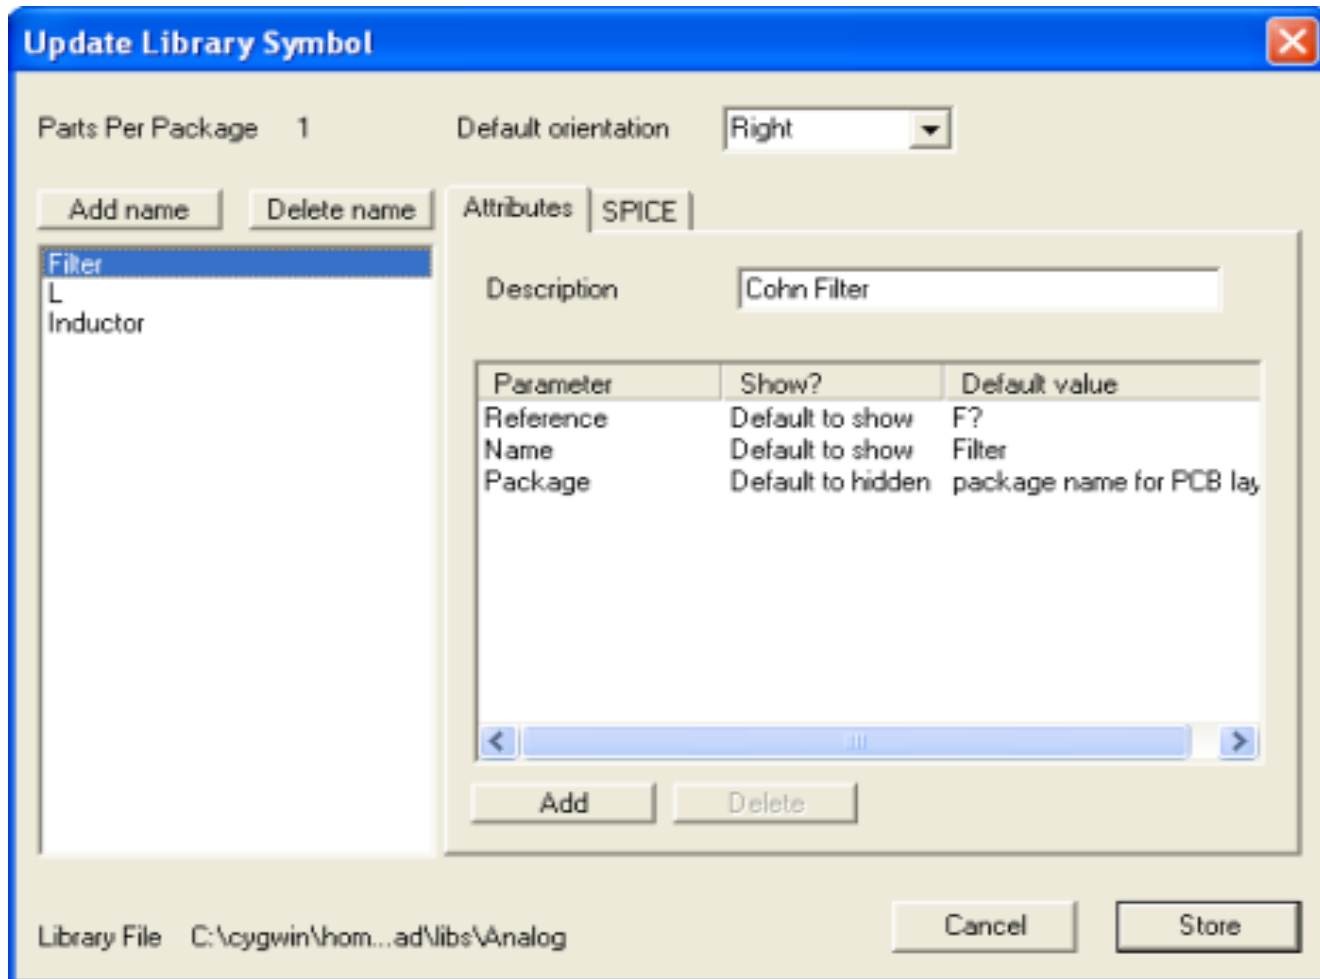 Update Library Symbol
Parts Per Package 1 Default orientation Right
Add name Delete name Attributes SPICE
Filter
L
Inductor
Description Cohn Filter
Parameter Show? Default value
Reference Default to show F?
Name Default to show Filter
Package Default to hidden package name for PCB lay
Add Delete
Library File C:\cygwin\hom...ad\libs\Analog
Cancel Store